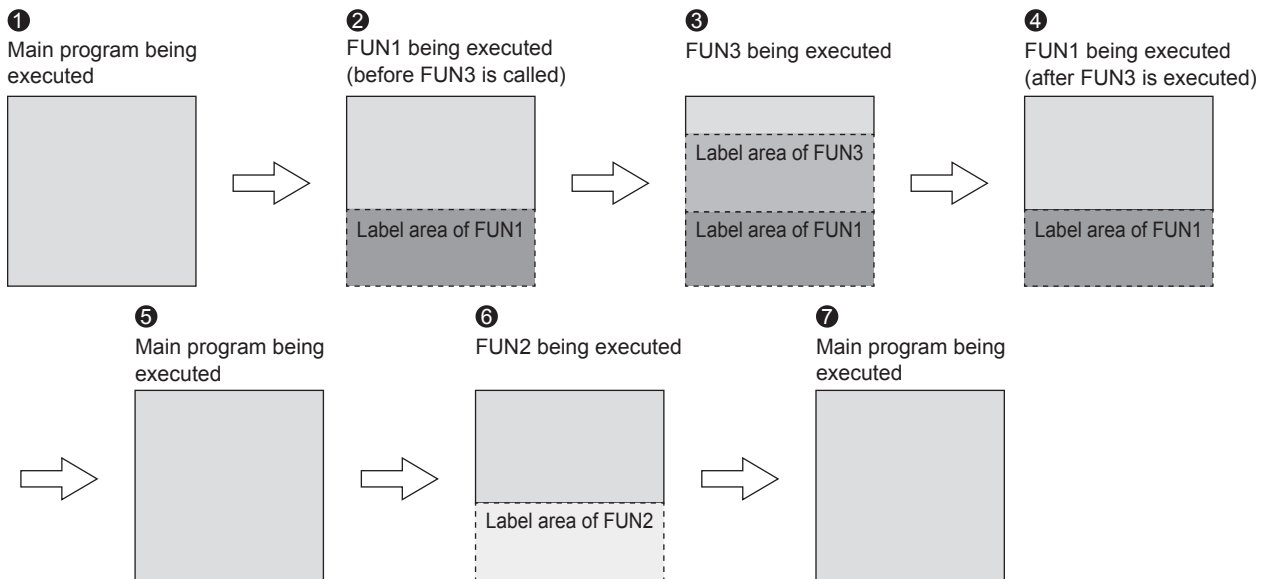 ❶
Main program being
executed
❷
FUN1 being executed
(before FUN3 is called)
❸
FUN3 being executed
❹
FUN1 being executed
(after FUN3 is executed)
Label area of FUN1
Label area of FUN3
Label area of FUN1
Label area of FUN1
❺
Main program being
executed
❻
FUN2 being executed
❼
Main program being
executed
Label area of FUN2